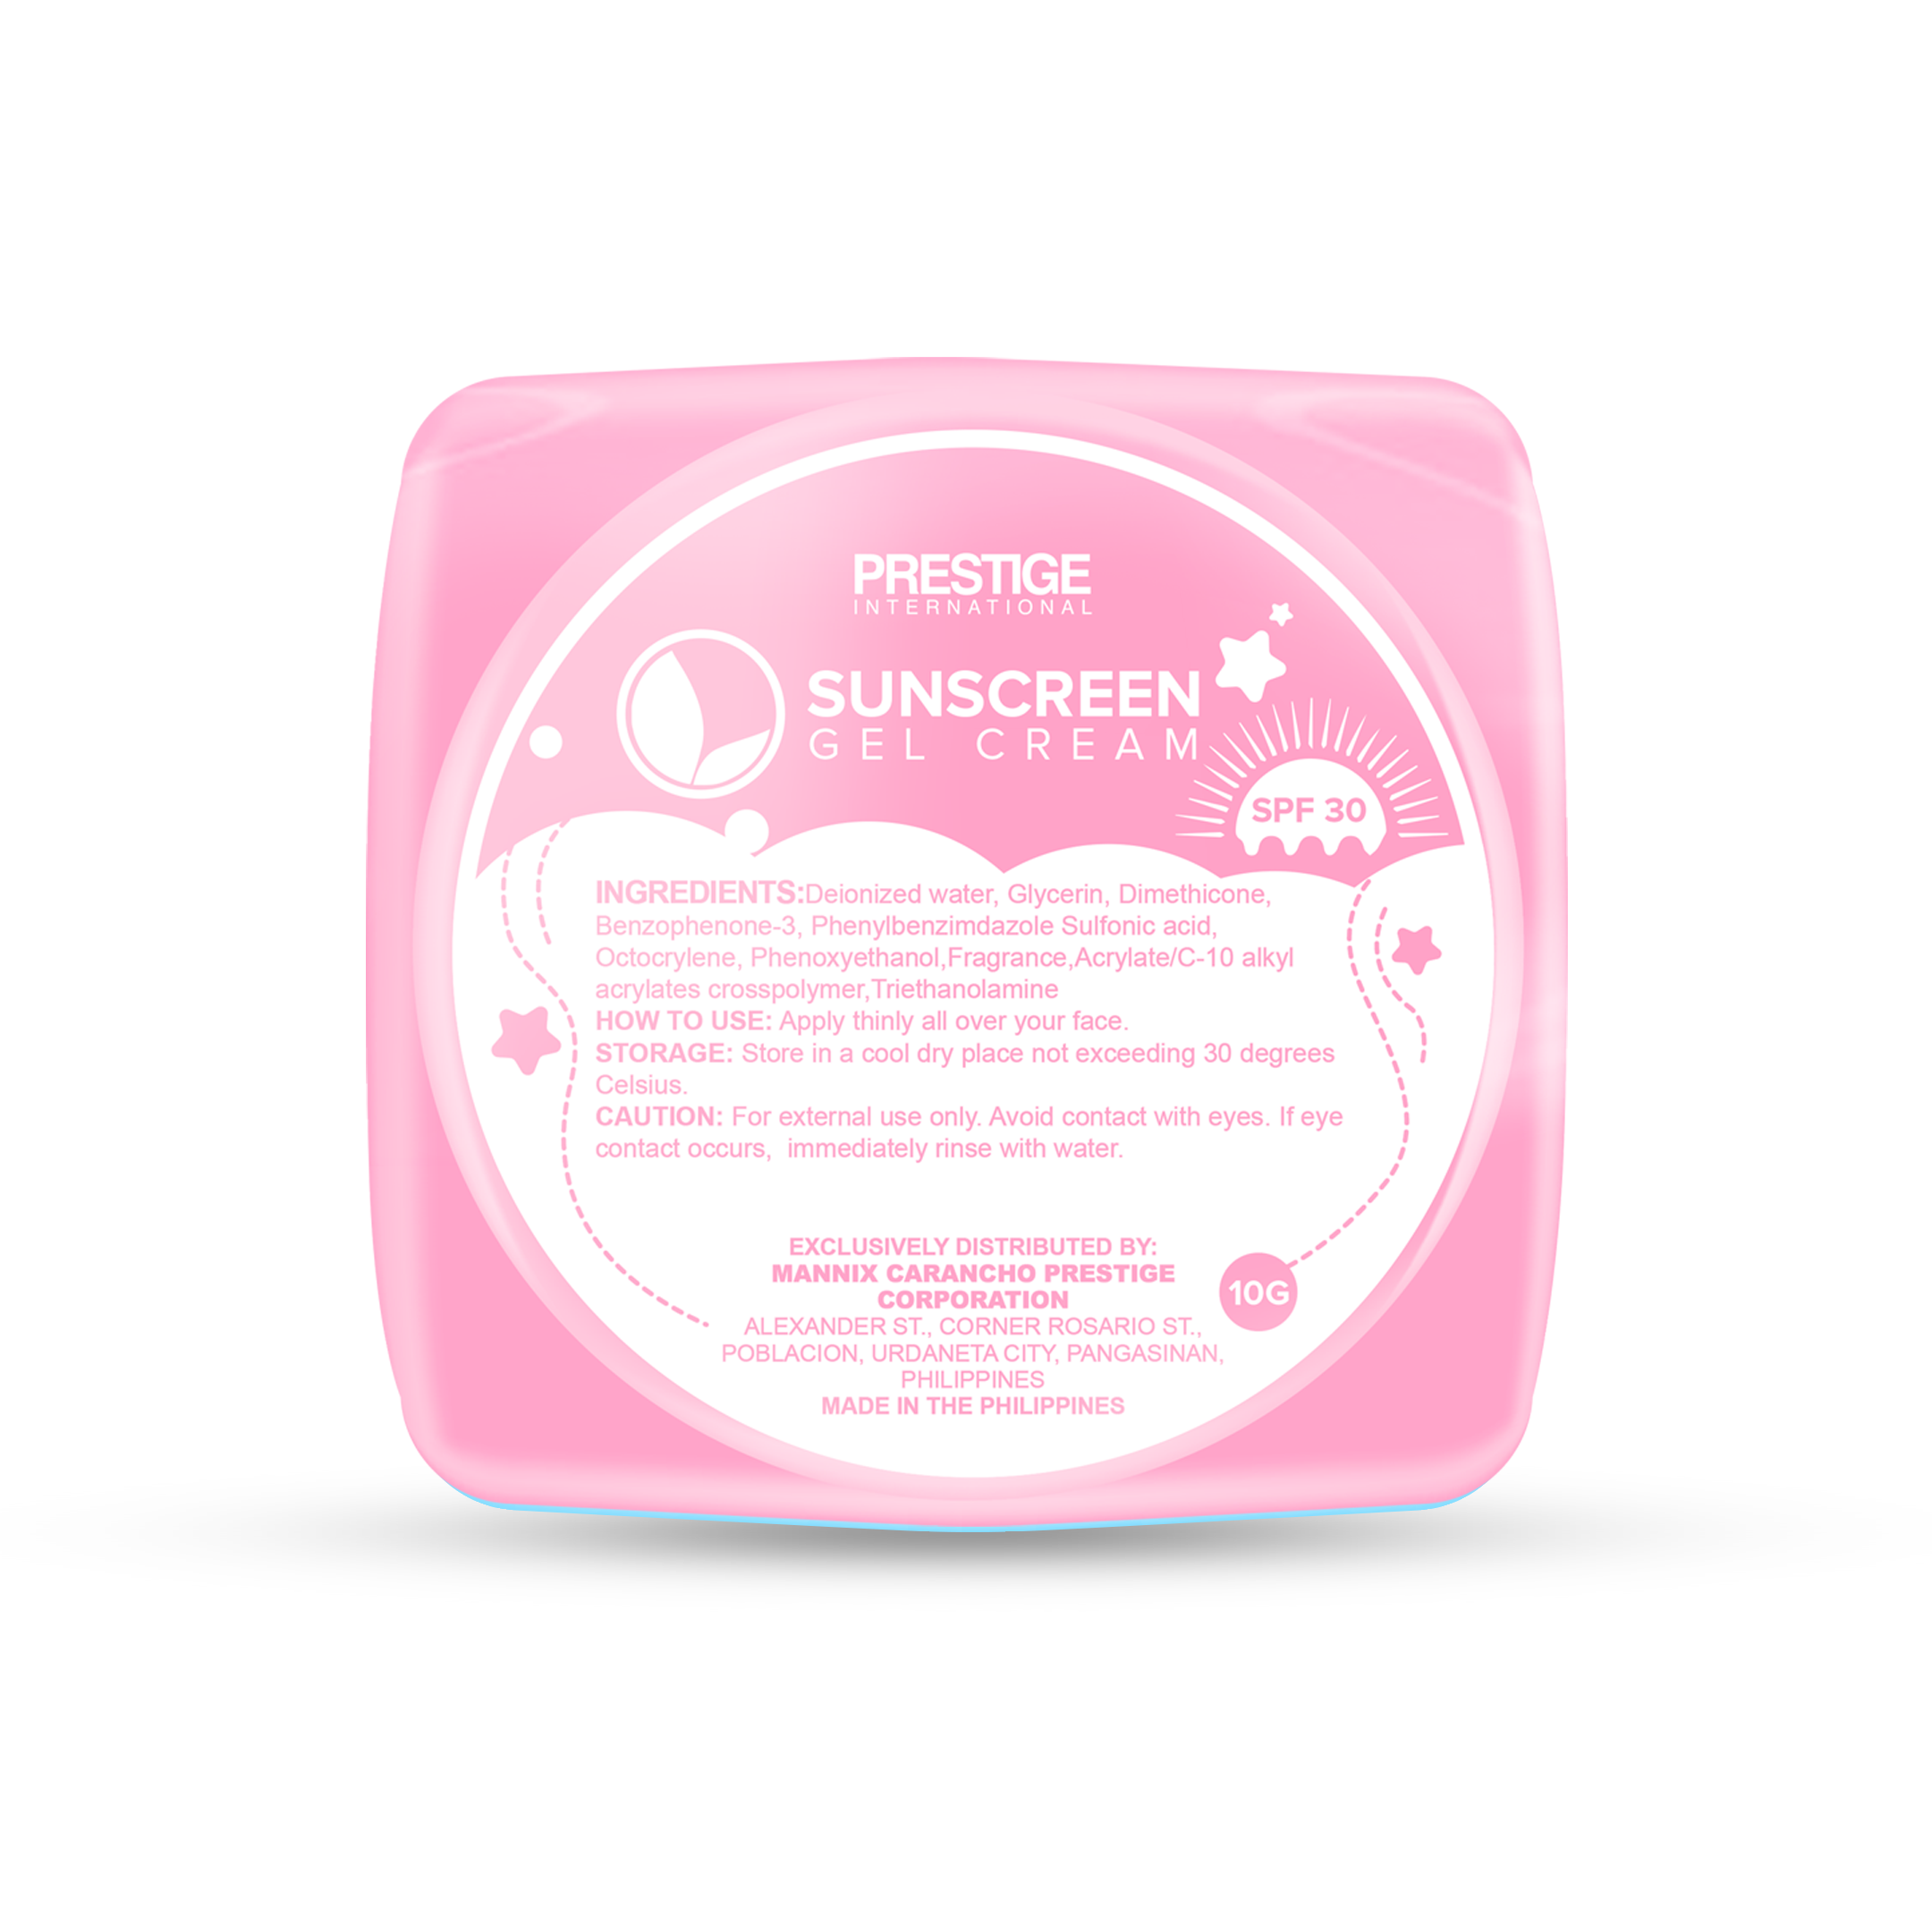 PRESTIGE
INTERNATIONAL
SUNSCREEN
GEL CREAM
SPF 30
INGREDIENTS:Deionized water, Glycerin, Dimethicone,
Benzophenone-3, Phenylbenzimdazole Sulfonic acid,
Octocrylene, Phenoxyethanol,Fragrance,Acrylate/C-10 alkyl
acrylates crosspolymer,Triethanolamine
HOW TO USE: Apply thinly all over your face.
STORAGE: Store in a cool dry place not exceeding 30 degrees
Celsius.
CAUTION: For external use only. Avoid contact with eyes. If eye
contact occurs,  immediately rinse with water.
EXCLUSIVELY DISTRIBUTED BY:
MANNIX CARANCHO PRESTIGE
CORPORATION
ALEXANDER ST., CORNER ROSARIO ST.,
POBLACION, URDANETA CITY, PANGASINAN,
PHILIPPINES
MADE IN THE PHILIPPINES
10G